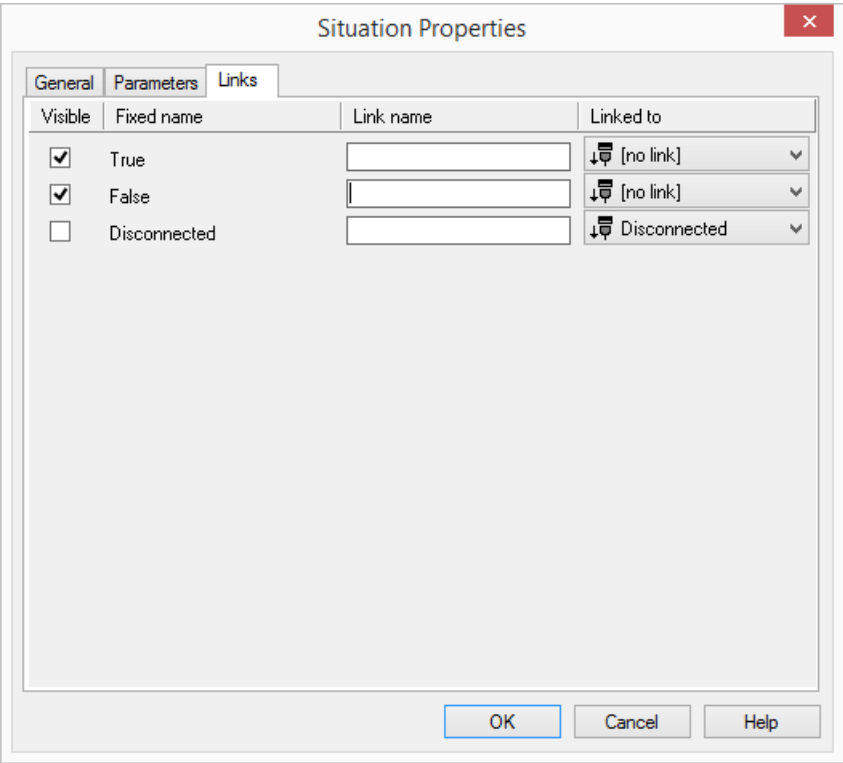 Situation Properties
General Parameters Links
Visible Fixed name Link name Linked to
True [no link]
False [no link]
Disconnected Disconnected
OK Cancel Help